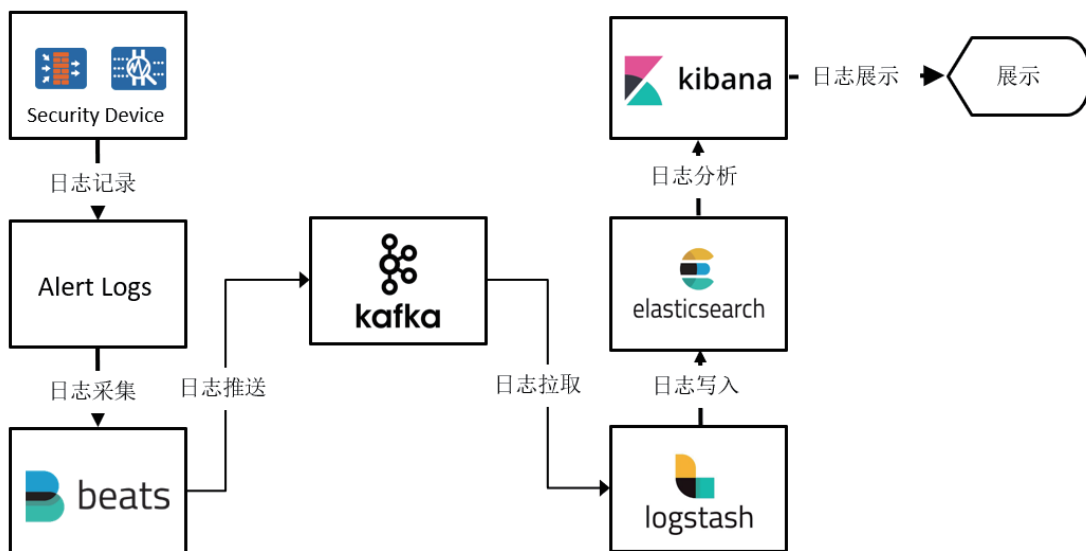 Security Device
日志记录
Alert Logs
日志采集
beats
日志推送
kafka
日志拉取
logstash
日志写入
elasticsearch
日志分析
kibana
日志展示
展示